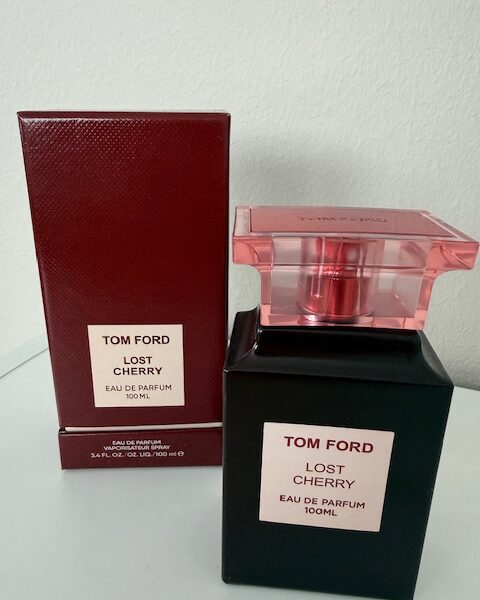 TOM FORD
LOST
CHERRY
EAU DE PARFUM
100 ML
EAU DE PARFUM
VAPORISATEUR SPRAY
3.4 FL. OZ./OZ. LIQ./100 ml e
TOM FORD
TOM FORD
LOST
CHERRY
EAU DE PARFUM
100ML